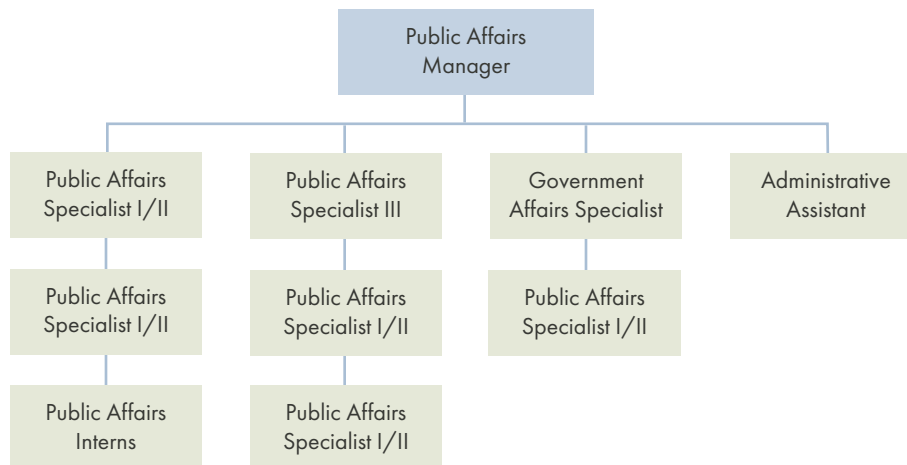 Public Affairs
Manager
Public Affairs
Specialist I/II
Public Affairs
Specialist III
Government
Affairs Specialist
Administrative
Assistant
Public Affairs
Specialist I/II
Public Affairs
Specialist I/II
Public Affairs
Specialist I/II
Public Affairs
Interns
Public Affairs
Specialist I/II